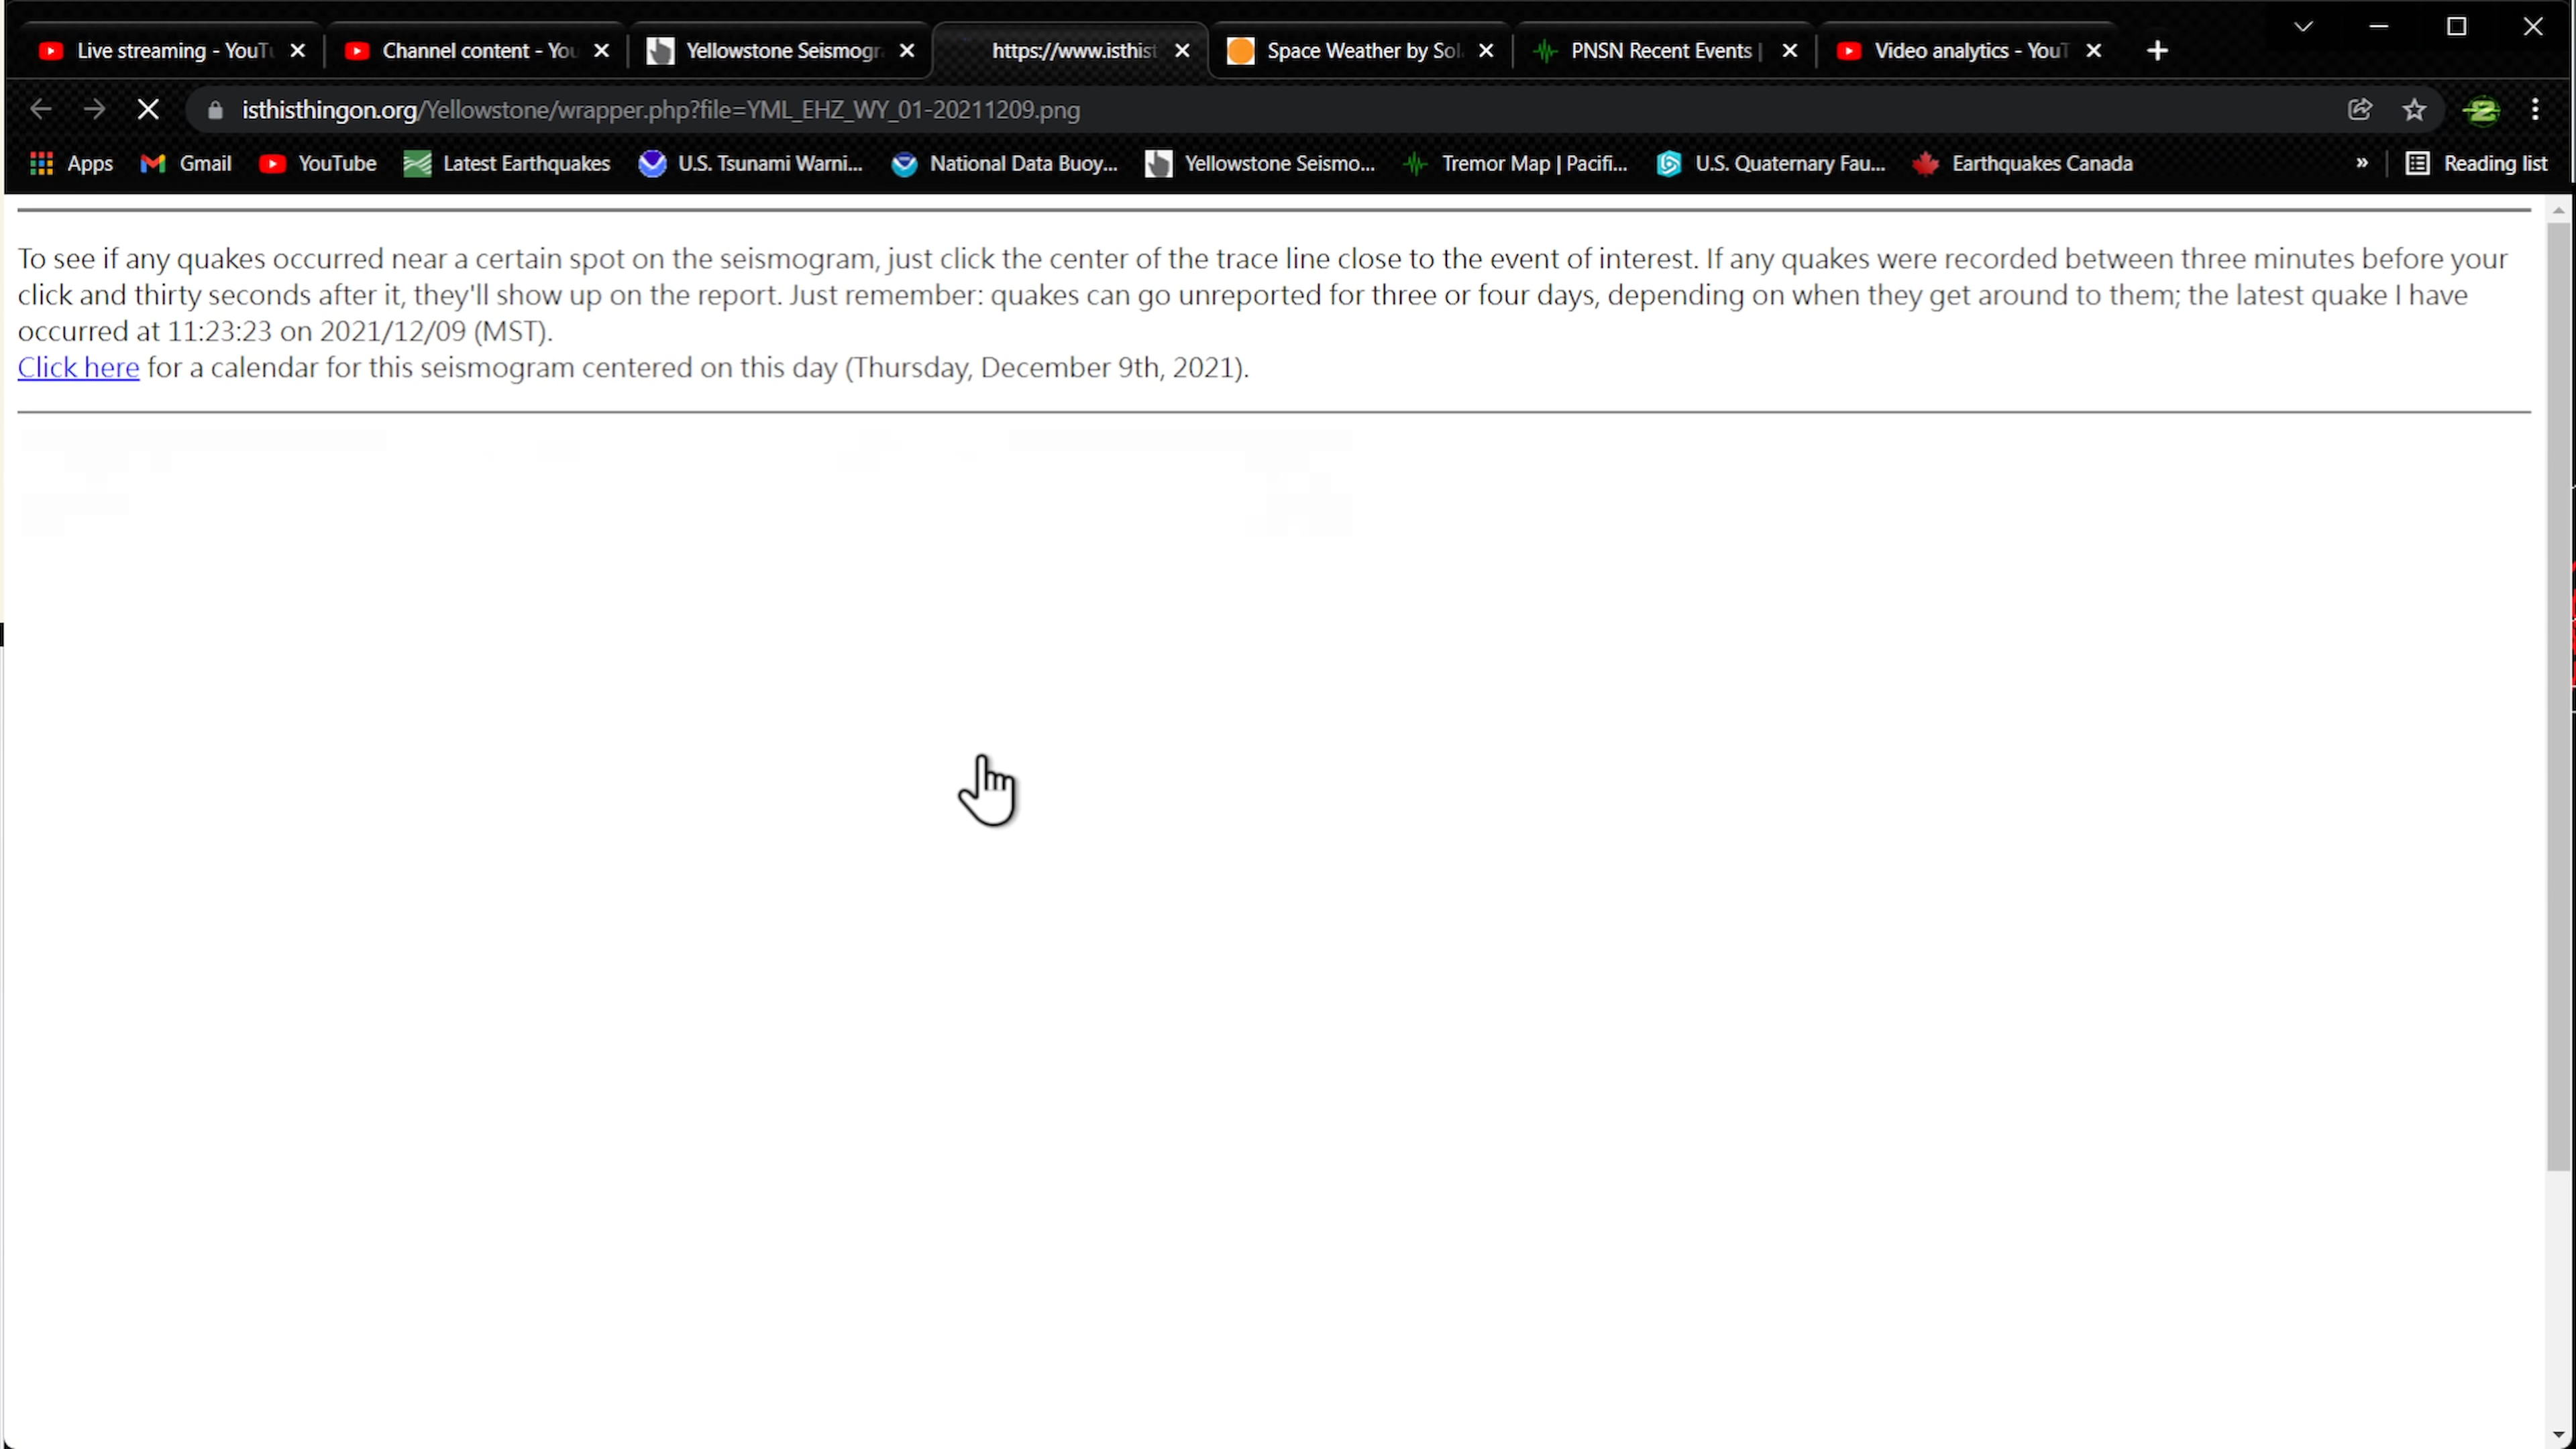 Live streaming - YouTu
Channel content - You
Yellowstone Seismogra
https://www.isthist
Space Weather by Sol
PNSN Recent Events |
Video analytics - YouT
isthisthingon.org/Yellowstone/wrapper.php?file=YML_EHZ_WY_01-20211209.png
Apps
Gmail
YouTube
Latest Earthquakes
U.S. Tsunami Warni...
National Data Buoy...
Yellowstone Seismo...
Tremor Map | Pacifi...
U.S. Quaternary Fau...
Earthquakes Canada
»
Reading list
To see if any quakes occurred near a certain spot on the seismogram, just click the center of the trace line close to the event of interest. If any quakes were recorded between three minutes before your
click and thirty seconds after it, they'll show up on the report. Just remember: quakes can go unreported for three or four days, depending on when they get around to them; the latest quake I have
occurred at 11:23:23 on 2021/12/09 (MST).
Click here for a calendar for this seismogram centered on this day (Thursday, December 9th, 2021).